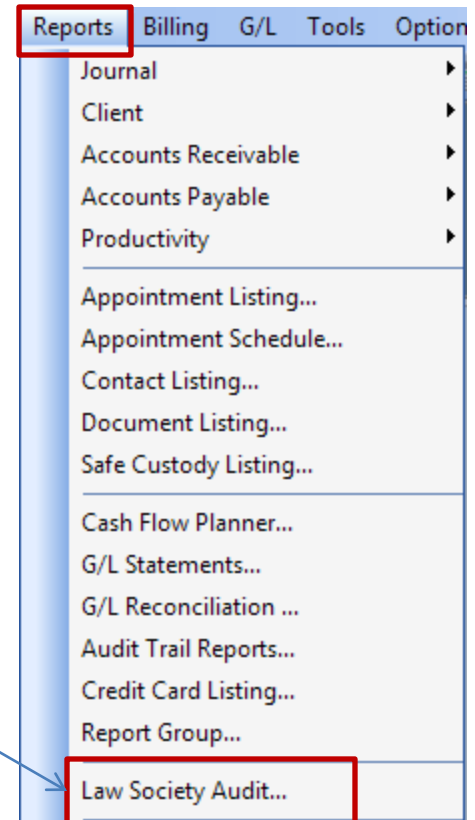 Reports Billing G/L Tools Option
Journal
Client
Accounts Receivable
Accounts Payable
Productivity
Appointment Listing...
Appointment Schedule...
Contact Listing...
Document Listing...
Safe Custody Listing...
Cash Flow Planner...
G/L Statements...
G/L Reconciliation ...
Audit Trail Reports...
Credit Card Listing...
Report Group...
Law Society Audit...